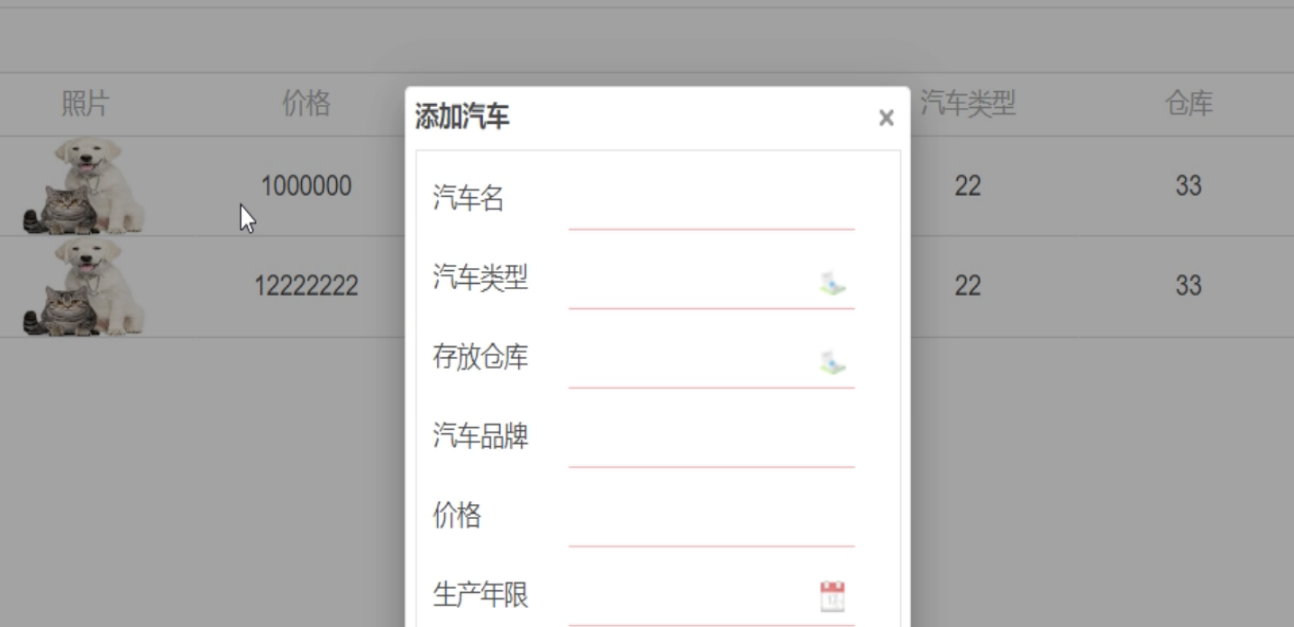 照片 价格 汽车类型 仓库
添加汽车
1000000 22 33
12222222 22 33
汽车名
汽车类型
存放仓库
汽车品牌
价格
生产年限